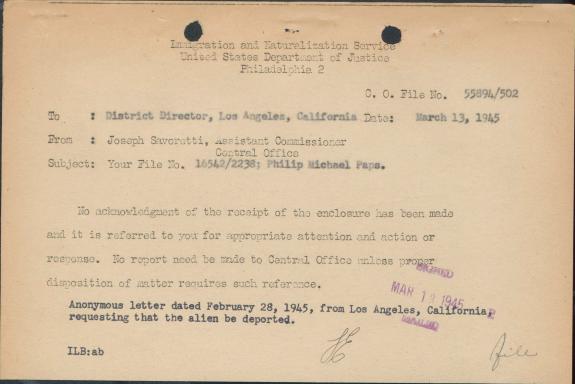 Immigration and Naturalization Service
United States Department of Justice
Philadelphia 2
C. O. File No. 55894/502
To : District Director, Los Angeles, California Date: March 13, 1945
From : Joseph Savoretti, Assistant Commissioner
Central Office
Subject: Your File No. 16542/2238; Philip Michael Paps.
No acknowledgment of the receipt of the enclosure has been made
and it is referred to you for appropriate attention and action or
response. No report need be made to Central Office unless proper
disposition of matter requires such reference.
SIGNED
MAR 1 1945
MAILED
Anonymous letter dated February 28, 1945, from Los Angeles, California,
requesting that the alien be deported.
ILB:ab
file